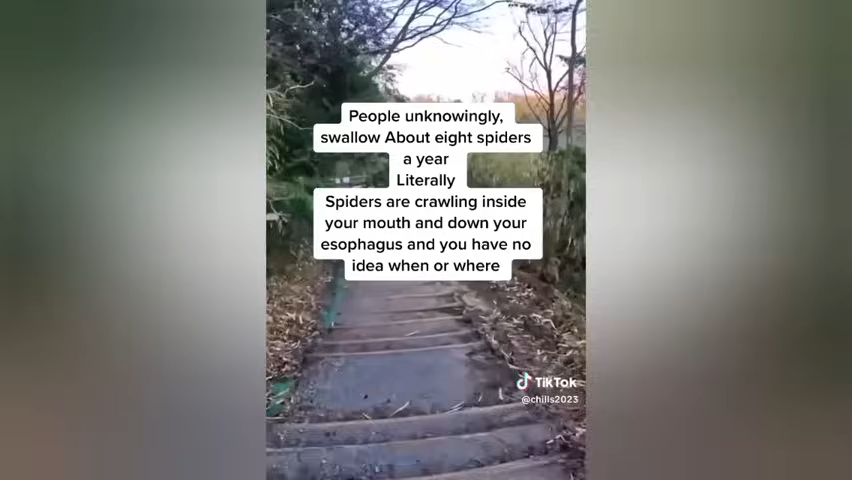 People unknowingly,
swallow About eight spiders
a year
Literally
Spiders are crawling inside
your mouth and down your
esophagus and you have no
idea when or where
TikTok
@chills2023